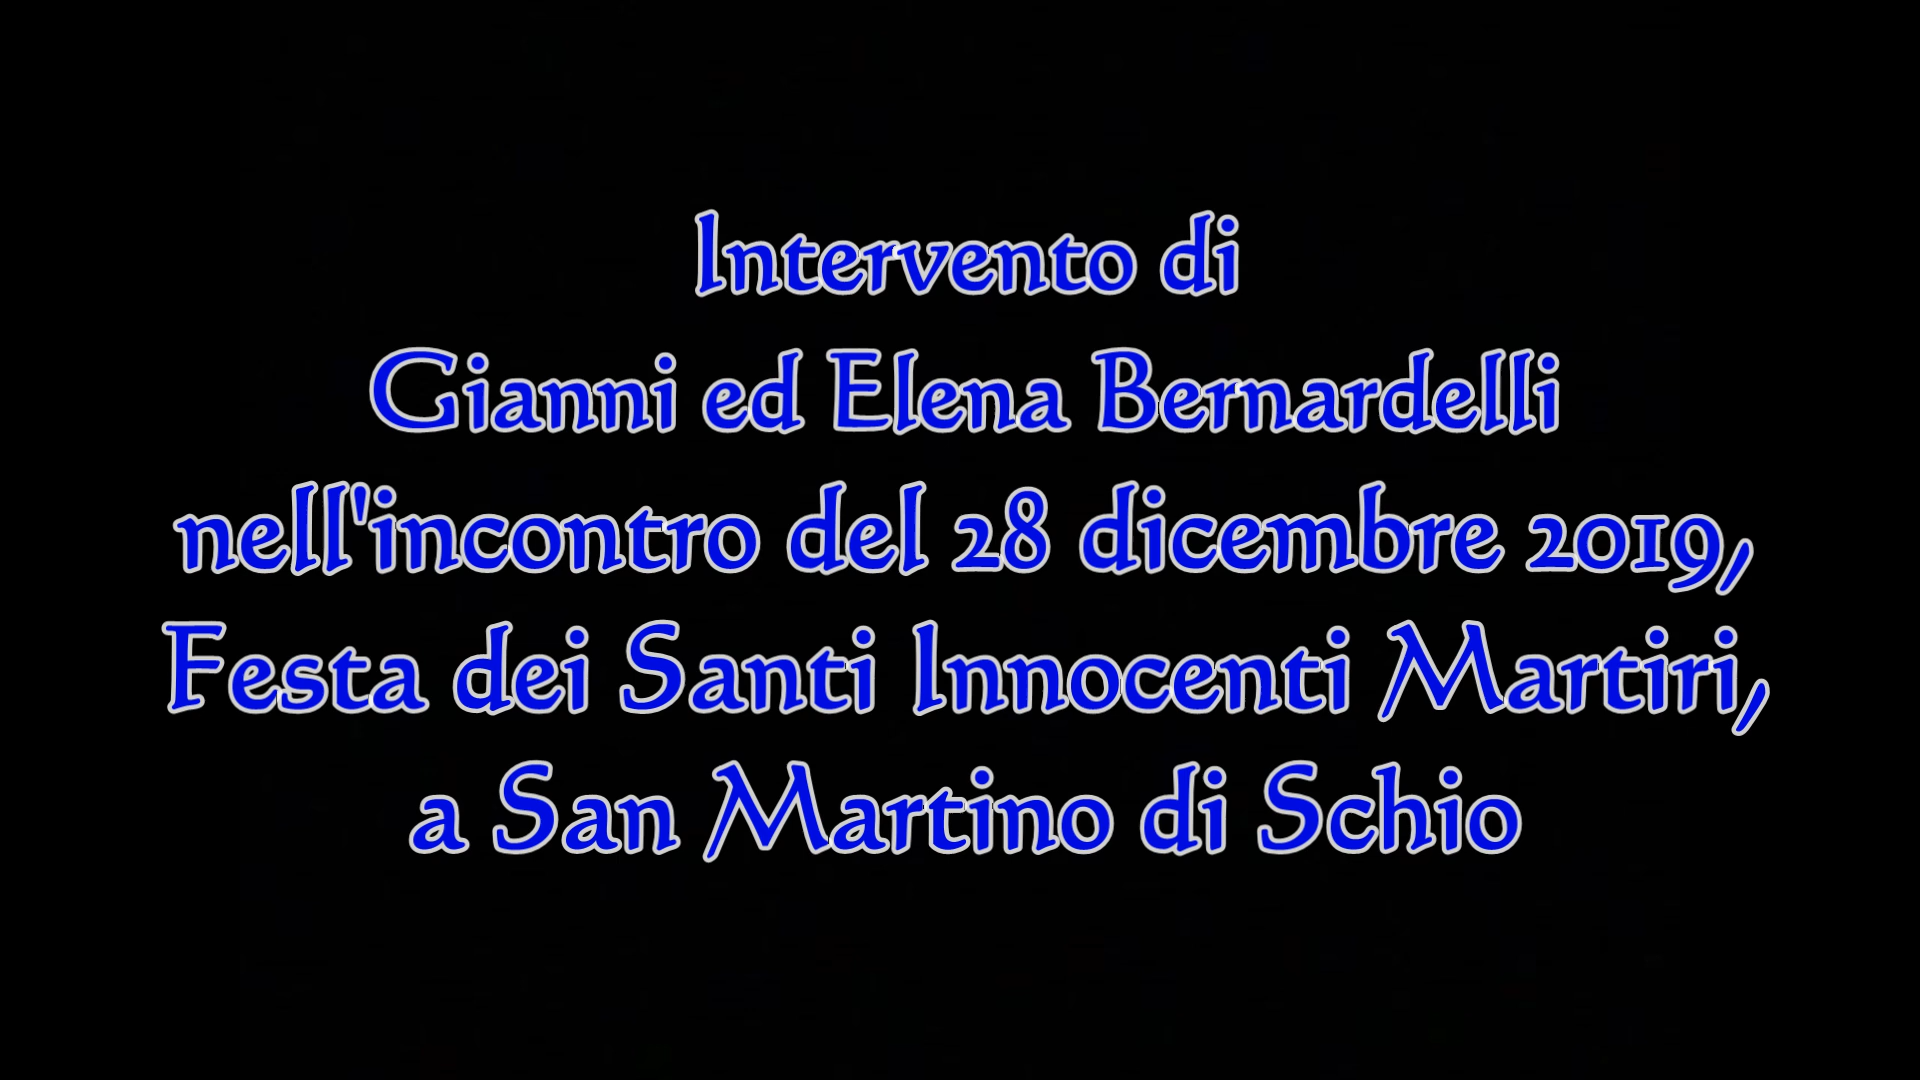 Intervento di
Gianni ed Elena Bernardelli
nell'incontro del 28 dicembre 2019,
Festa dei Santi Innocenti Martiri,
a San Martino di Schio